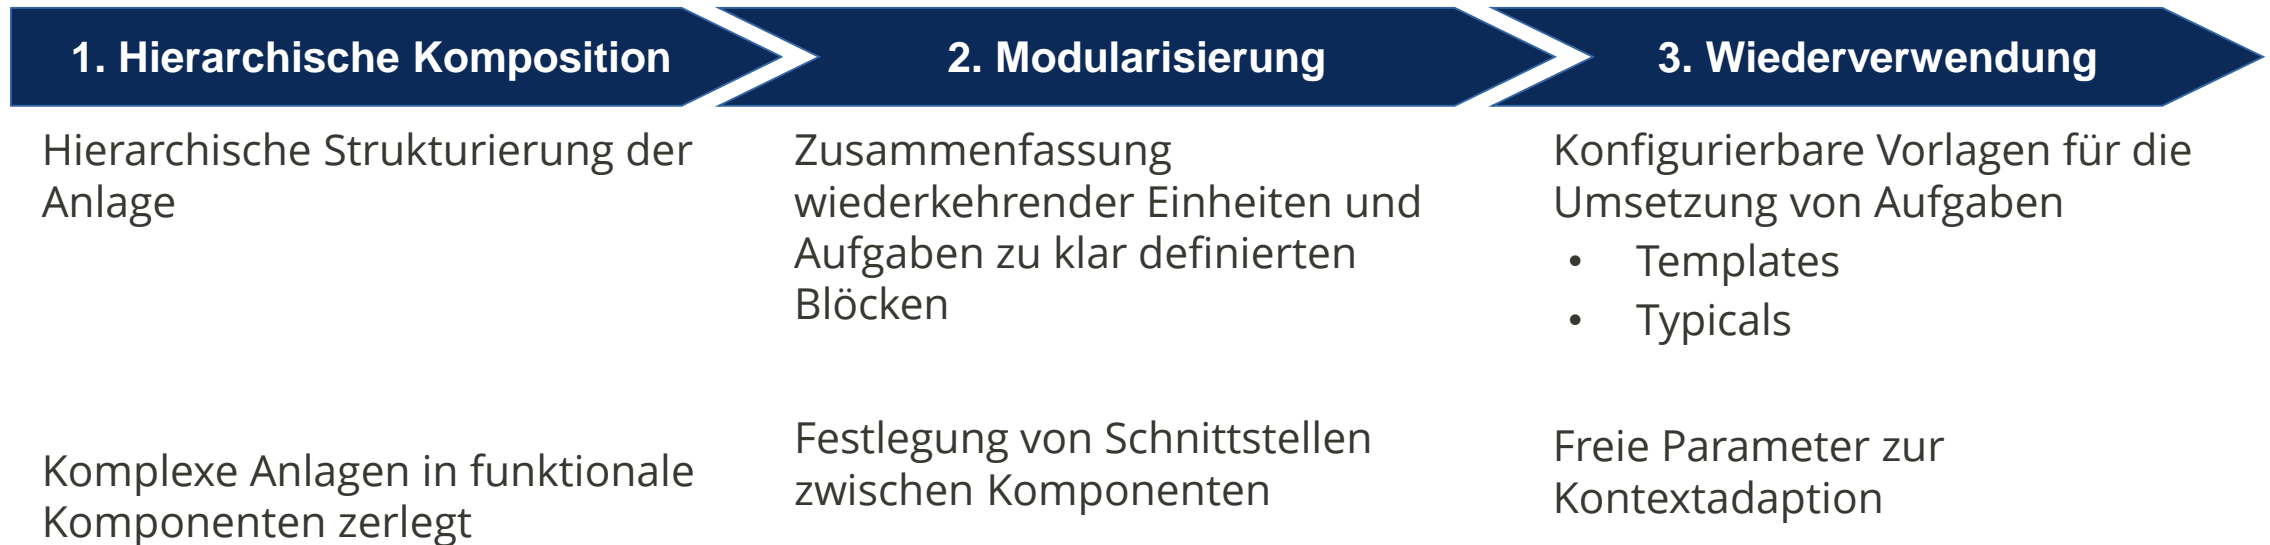 1. Hierarchische Komposition
Hierarchische Strukturierung der
Anlage
Komplexe Anlagen in funktionale
Komponenten zerlegt
2. Modularisierung
Zusammenfassung
wiederkehrender Einheiten und
Aufgaben zu klar definierten
Blöcken
Festlegung von Schnittstellen
zwischen Komponenten
3. Wiederverwendung
Konfigurierbare Vorlagen für die
Umsetzung von Aufgaben
• Templates
• Typicals
Freie Parameter zur
Kontextadaption